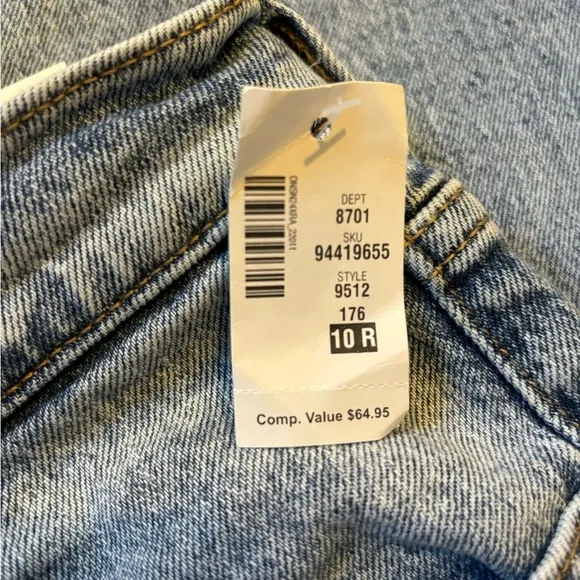 DEPT
8701
SKU
94419655
STYLE
9512
176
10 R
Comp. Value $64.95